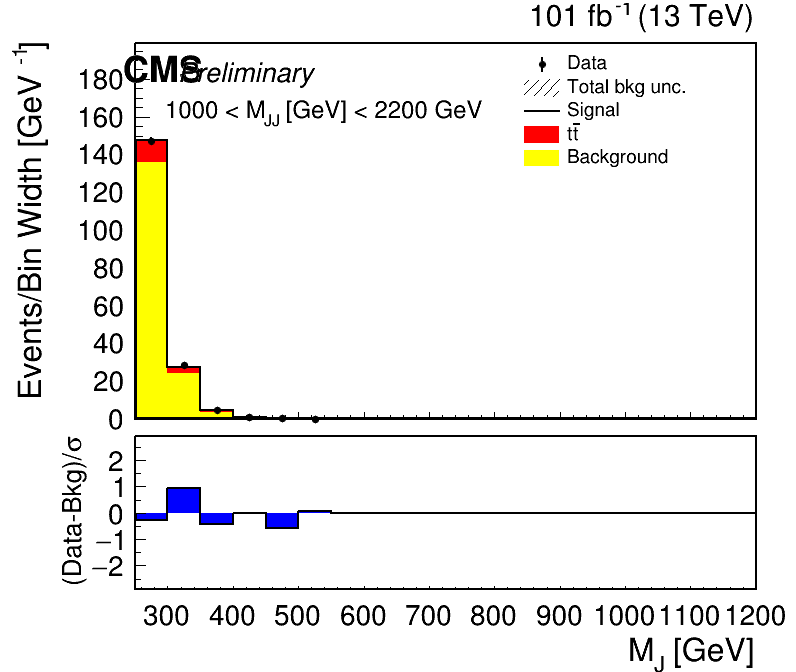 101 fb⁻¹ (13 TeV)
CMS Preliminary
1000 < M_JJ [GeV] < 2200 GeV
Data
Total bkg unc.
Signal
tt̄
Background
Events/Bin Width [GeV⁻¹]
180
160
140
120
100
80
60
40
20
0
(Data-Bkg)/σ
2
1
0
−1
−2
300 400 500 600 700 800 900 1000 1100 1200
M_J [GeV]